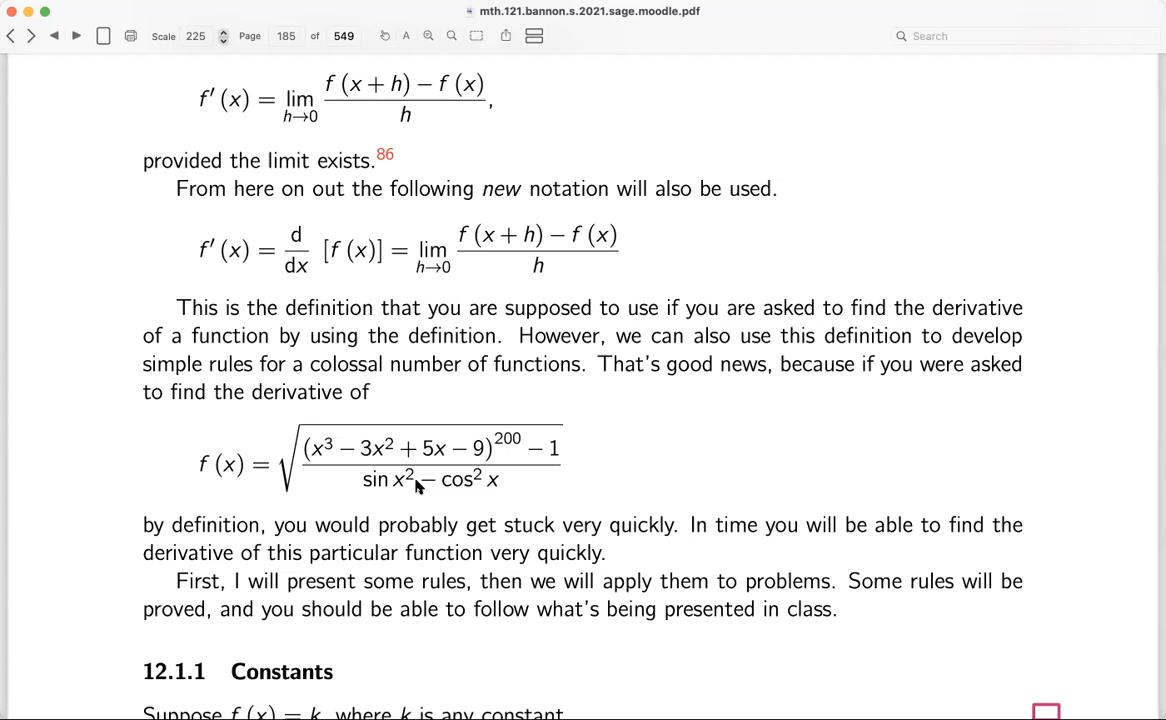 mth.121.bannon.s.2021.sage.moodle.pdf
Scale 225 Page 185 of 549 A Search
f′ (x) = lim h→0 f (x + h) − f (x) / h,
provided the limit exists.86
From here on out the following new notation will also be used.
f′ (x) = d/dx [f (x)] = lim h→0 f (x + h) − f (x) / h
This is the definition that you are supposed to use if you are asked to find the derivative
of a function by using the definition. However, we can also use this definition to develop
simple rules for a colossal number of functions. That's good news, because if you were asked
to find the derivative of
f (x) = √((x³ − 3x² + 5x − 9)²⁰⁰ − 1 / sin x² − cos² x)
by definition, you would probably get stuck very quickly. In time you will be able to find the
derivative of this particular function very quickly.
First, I will present some rules, then we will apply them to problems. Some rules will be
proved, and you should be able to follow what's being presented in class.
12.1.1 Constants
Suppose f (x) = k, where k is any constant